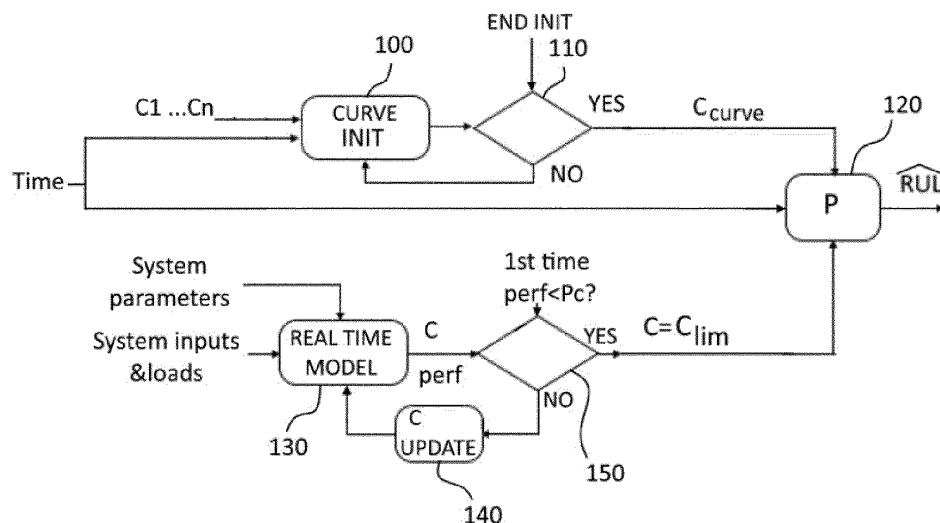 END INIT
100
110
C1 ...Cn
CURVE
INIT
YES
Ccurve
120
NO
Time
P
RUL
System
parameters
1st time
perf<Pc?
System inputs
&loads
REAL TIME
MODEL
C
perf
YES
C=Clim
NO
130
C
UPDATE
150
140